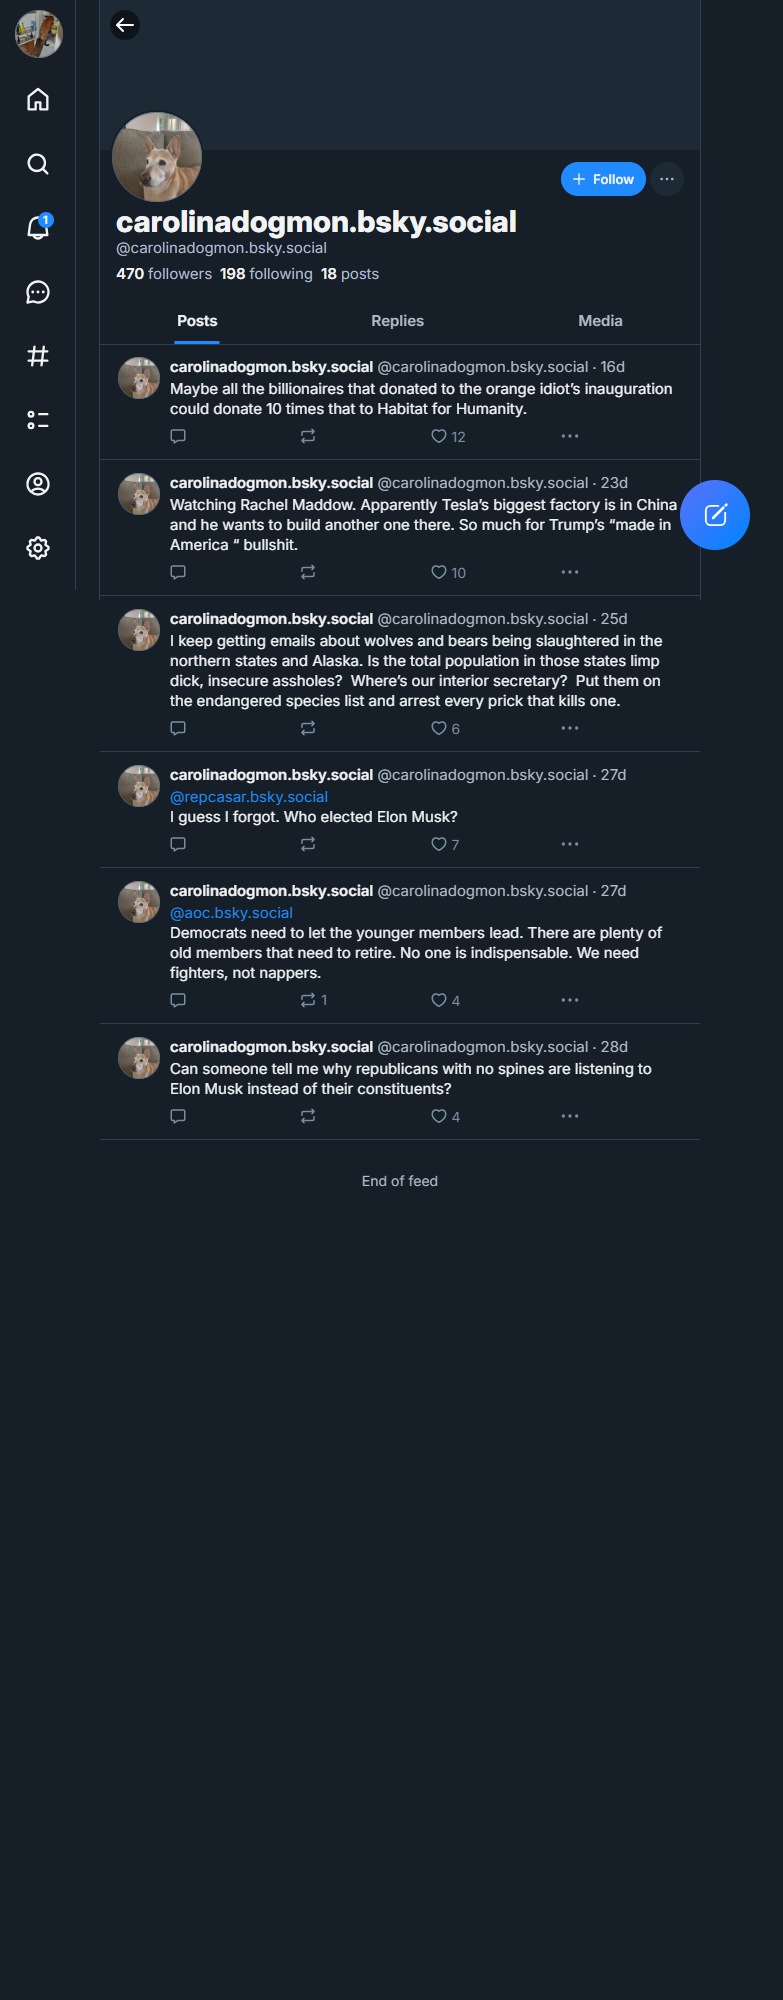 1
+ Follow
carolinadogmon.bsky.social
@carolinadogmon.bsky.social
470 followers 198 following 18 posts
Posts Replies Media
carolinadogmon.bsky.social @carolinadogmon.bsky.social · 16d
Maybe all the billionaires that donated to the orange idiot’s inauguration
could donate 10 times that to Habitat for Humanity.
12
carolinadogmon.bsky.social @carolinadogmon.bsky.social · 23d
Watching Rachel Maddow. Apparently Tesla’s biggest factory is in China
and he wants to build another one there. So much for Trump’s “made in
America “ bullshit.
10
carolinadogmon.bsky.social @carolinadogmon.bsky.social · 25d
I keep getting emails about wolves and bears being slaughtered in the
northern states and Alaska. Is the total population in those states limp
dick, insecure assholes?  Where’s our interior secretary?  Put them on
the endangered species list and arrest every prick that kills one.
6
carolinadogmon.bsky.social @carolinadogmon.bsky.social · 27d
@repcasar.bsky.social
I guess I forgot. Who elected Elon Musk?
7
carolinadogmon.bsky.social @carolinadogmon.bsky.social · 27d
@aoc.bsky.social
Democrats need to let the younger members lead. There are plenty of
old members that need to retire. No one is indispensable. We need
fighters, not nappers.
1 4
carolinadogmon.bsky.social @carolinadogmon.bsky.social · 28d
Can someone tell me why republicans with no spines are listening to
Elon Musk instead of their constituents?
4
End of feed